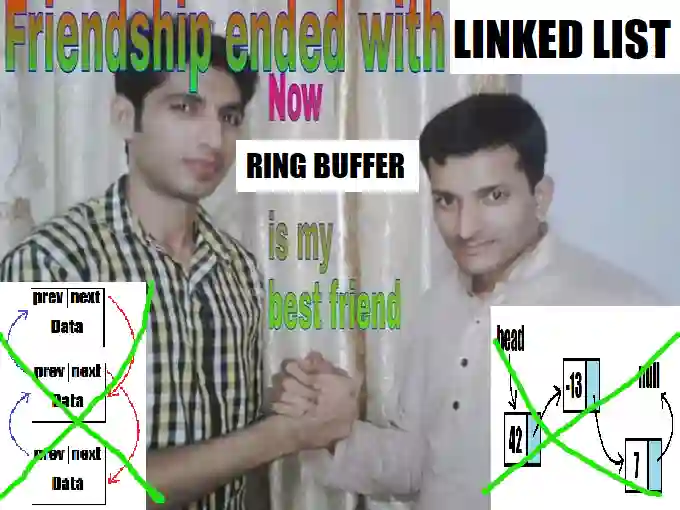 Friendship ended with LINKED LIST
Now
RING BUFFER
is my
best friend
prev next
Data
prev next
Data
prev next
Data
head
42
-13
7
null